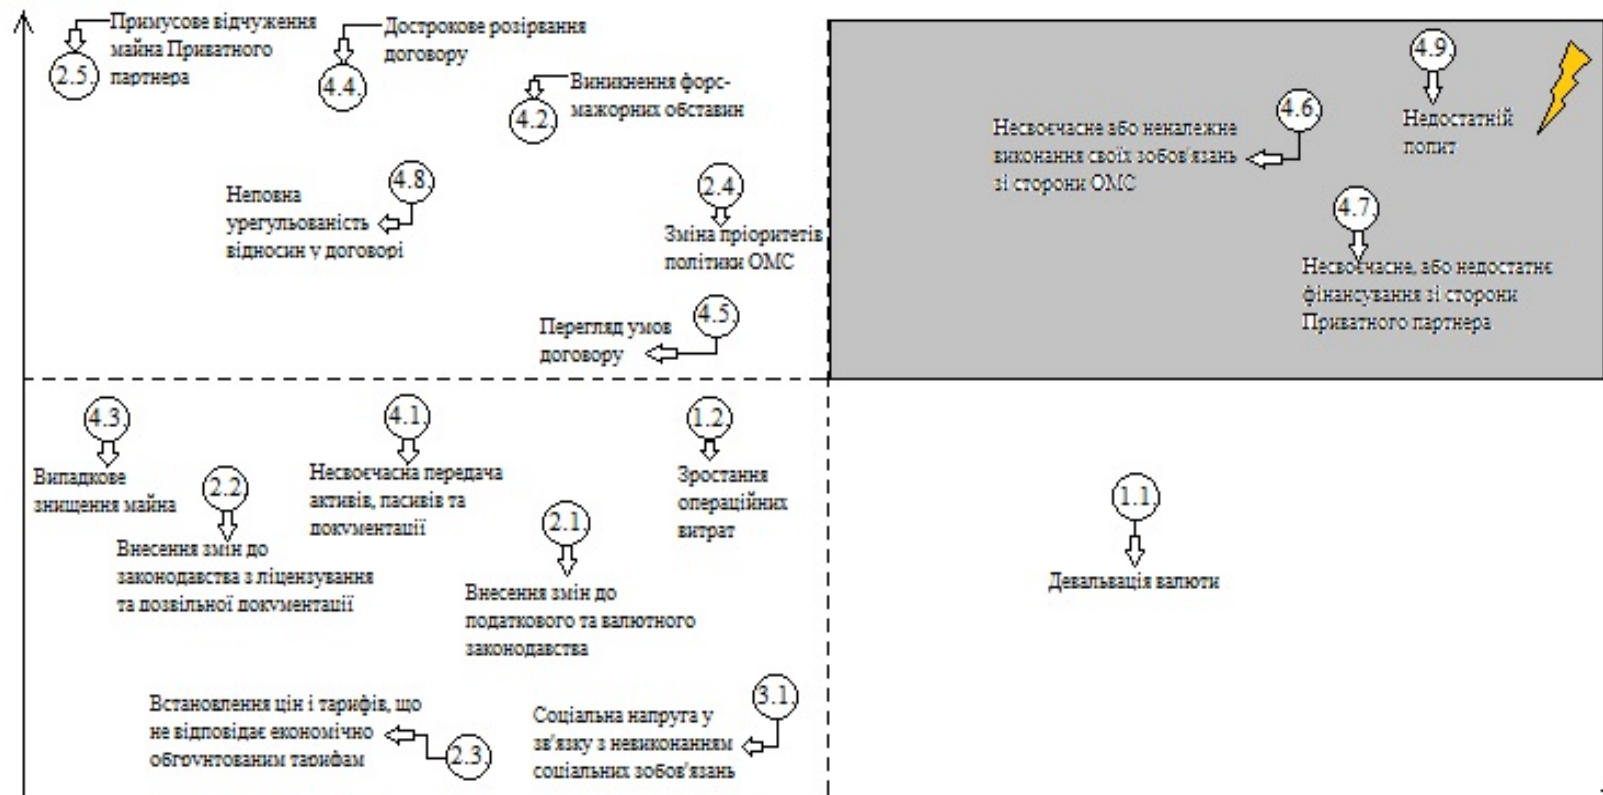 2.5.
Примусове відчуження
майна Приватного
партнера
4.4.
Дострокове розірвання
договору
4.2.
Виникнення форс-
мажорних обставин
4.9.
Недостатній
попит
4.6.
Несвоєчасне або неналежне
виконання своїх зобов'язань
зі сторони ОМС
4.8.
Неповна
урегульованість
відносин у договорі
2.4.
Зміна пріоритетів
політики ОМС
4.7.
Несвоєчасне, або недостатнє
фінансування зі сторони
Приватного партнера
4.5.
Перегляд умов
договору
4.3.
Випадкове
знищення майна
2.2
Внесення змін до
законодавства з ліцензування
та дозвільної документації
4.1.
Несвоєчасна передача
активів, пасивів та
документації
2.1.
Внесення змін до
податкового та валютного
законодавства
1.2
Зростання
операційних
витрат
1.1.
Девальвація валюти
Встановлення цін і тарифів, що
не відповідає економічно
обгрунтованим тарифам
2.3.
3.1.
Соціальна напруга у
зв'язку з невиконанням
соціальних зобов'язань